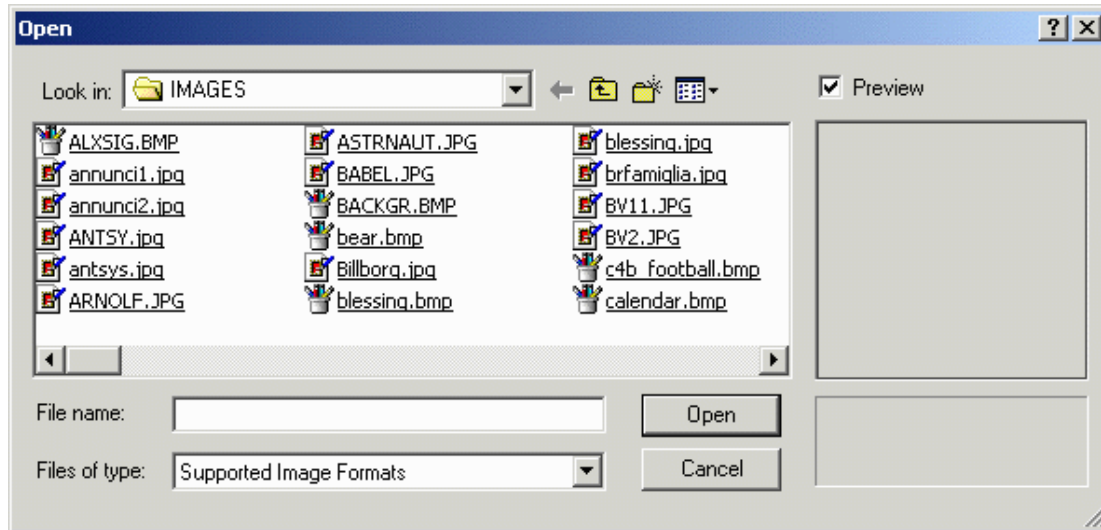 Open
Look in: IMAGES
Preview
ALXSIG.BMP
annunci1.jpg
annunci2.jpg
ANTSY.jpg
antsys.jpg
ARNOLF.JPG
ASTRNAUT.JPG
BABEL.JPG
BACKGR.BMP
bear.bmp
Billborg.jpg
blessing.bmp
blessing.jpg
brfamiglia.jpg
BV11.JPG
BV2.JPG
c4b_football.bmp
calendar.bmp
File name:
Open
Files of type: Supported Image Formats
Cancel